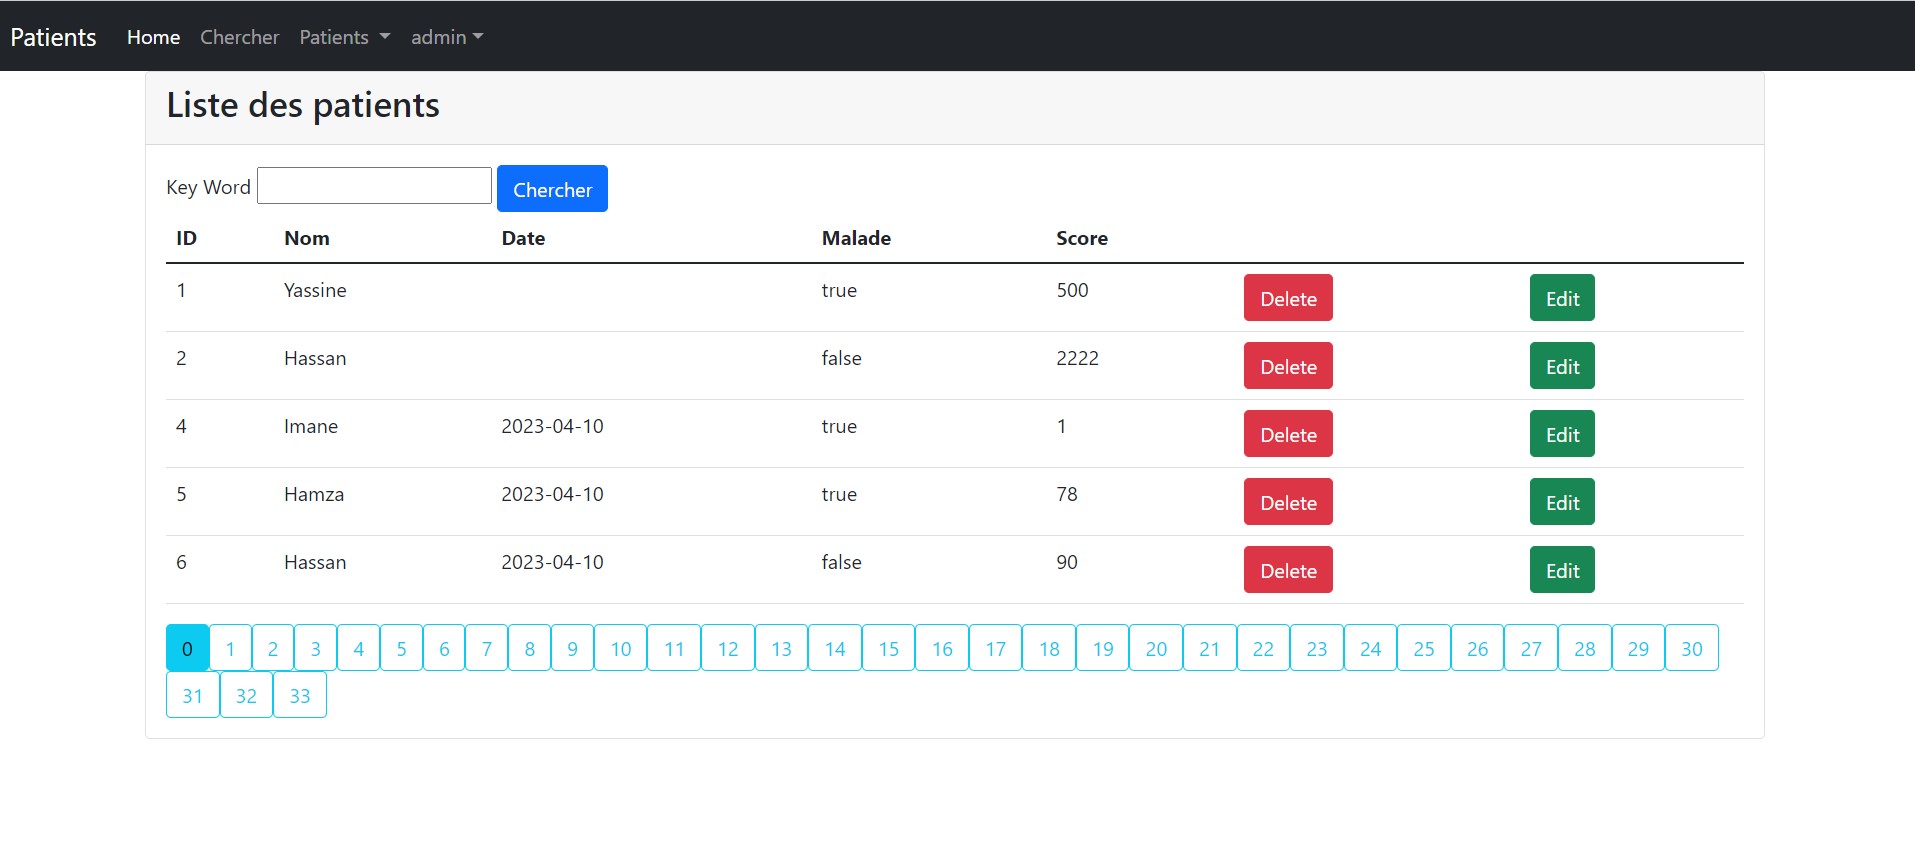 Patients Home Chercher Patients admin
Liste des patients
Key Word Chercher
ID Nom Date Malade Score
1 Yassine true 500 Delete Edit
2 Hassan false 2222 Delete Edit
4 Imane 2023-04-10 true 1 Delete Edit
5 Hamza 2023-04-10 true 78 Delete Edit
6 Hassan 2023-04-10 false 90 Delete Edit
0 1 2 3 4 5 6 7 8 9 10 11 12 13 14 15 16 17 18 19 20 21 22 23 24 25 26 27 28 29 30
31 32 33